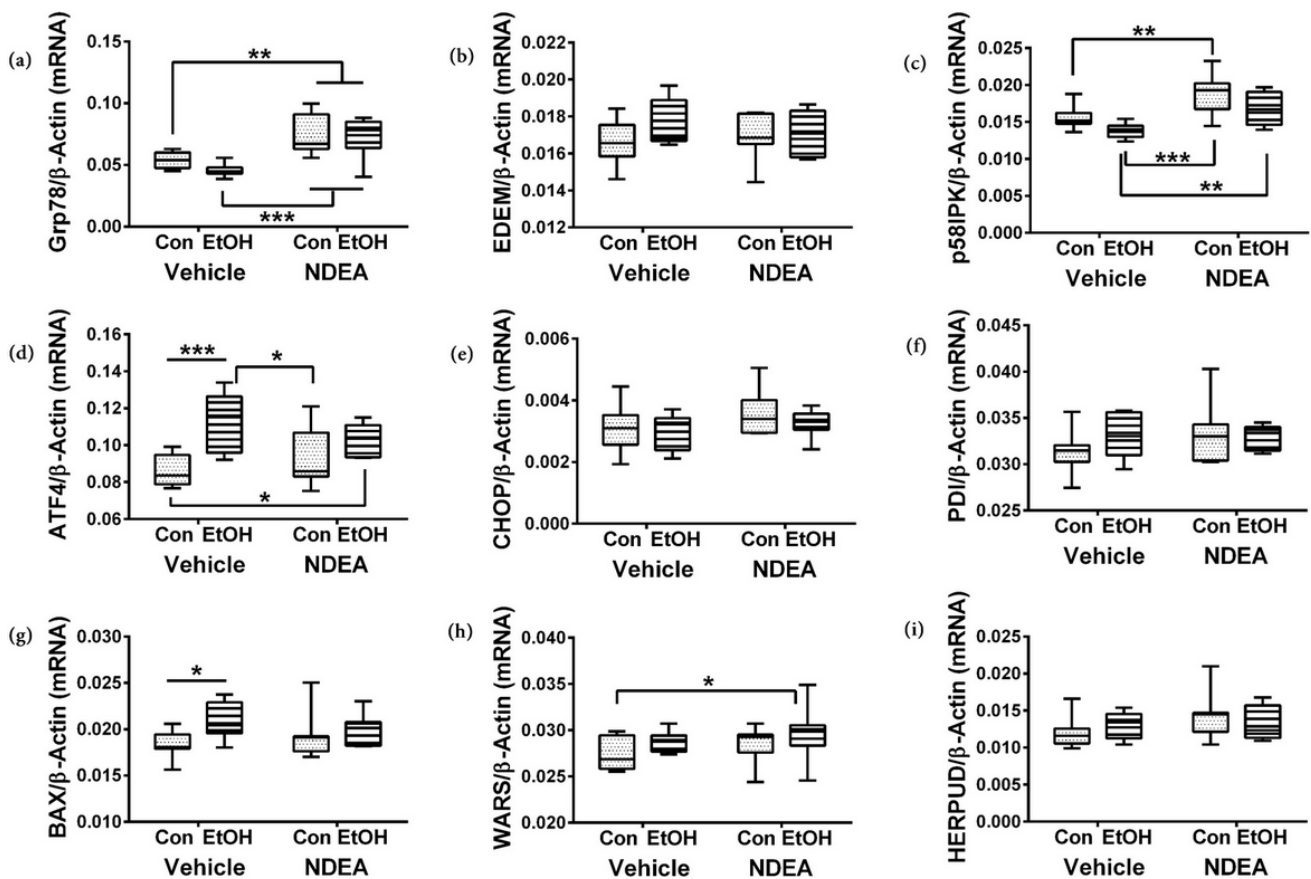 (a)
Grp78/β-Actin (mRNA)
0.15
0.10
0.05
0.00
**
***
Con EtOH Con EtOH
Vehicle NDEA
(b)
EDEM/β-Actin (mRNA)
0.022
0.020
0.018
0.016
0.014
0.012
Con EtOH Con EtOH
Vehicle NDEA
(c)
p58IPK/β-Actin (mRNA)
0.025
0.020
0.015
0.010
0.005
0.000
**
***
**
Con EtOH Con EtOH
Vehicle NDEA
(d)
ATF4/β-Actin (mRNA)
0.16
0.14
0.12
0.10
0.08
0.06
***
*
*
Con EtOH Con EtOH
Vehicle NDEA
(e)
CHOP/β-Actin (mRNA)
0.006
0.004
0.002
0.000
Con EtOH Con EtOH
Vehicle NDEA
(f)
PDI/β-Actin (mRNA)
0.045
0.040
0.035
0.030
0.025
Con EtOH Con EtOH
Vehicle NDEA
(g)
BAX/β-Actin (mRNA)
0.030
0.025
0.020
0.015
0.010
*
Con EtOH Con EtOH
Vehicle NDEA
(h)
WARS/β-Actin (mRNA)
0.040
0.035
0.030
0.025
0.020
*
Con EtOH Con EtOH
Vehicle NDEA
(i)
HERPUD/β-Actin (mRNA)
0.025
0.020
0.015
0.010
0.005
0.000
Con EtOH Con EtOH
Vehicle NDEA